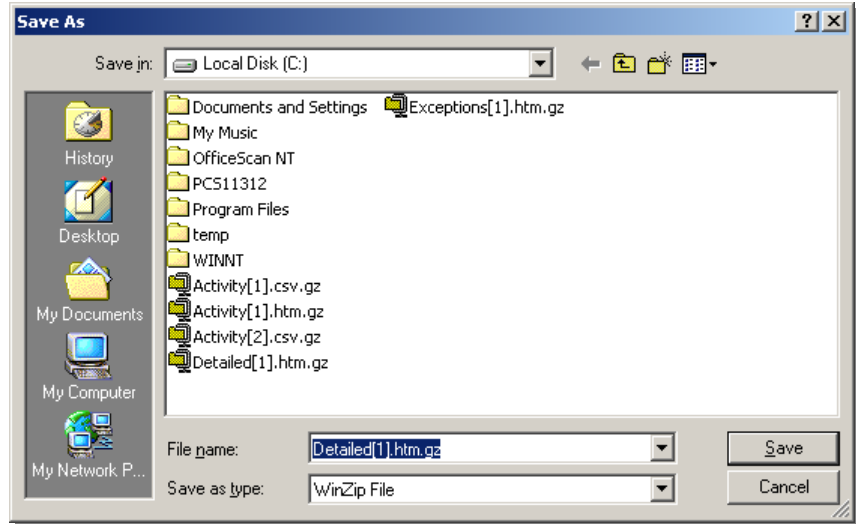 Save As
Save in:
Local Disk (C:)
History
Desktop
My Documents
My Computer
My Network P...
Documents and Settings
My Music
OfficeScan NT
PCS11312
Program Files
temp
WINNT
Activity[1].csv.gz
Activity[1].htm.gz
Activity[2].csv.gz
Detailed[1].htm.gz
Exceptions[1].htm.gz
File name:
Detailed[1].htm.gz
Save
Save as type:
WinZip File
Cancel